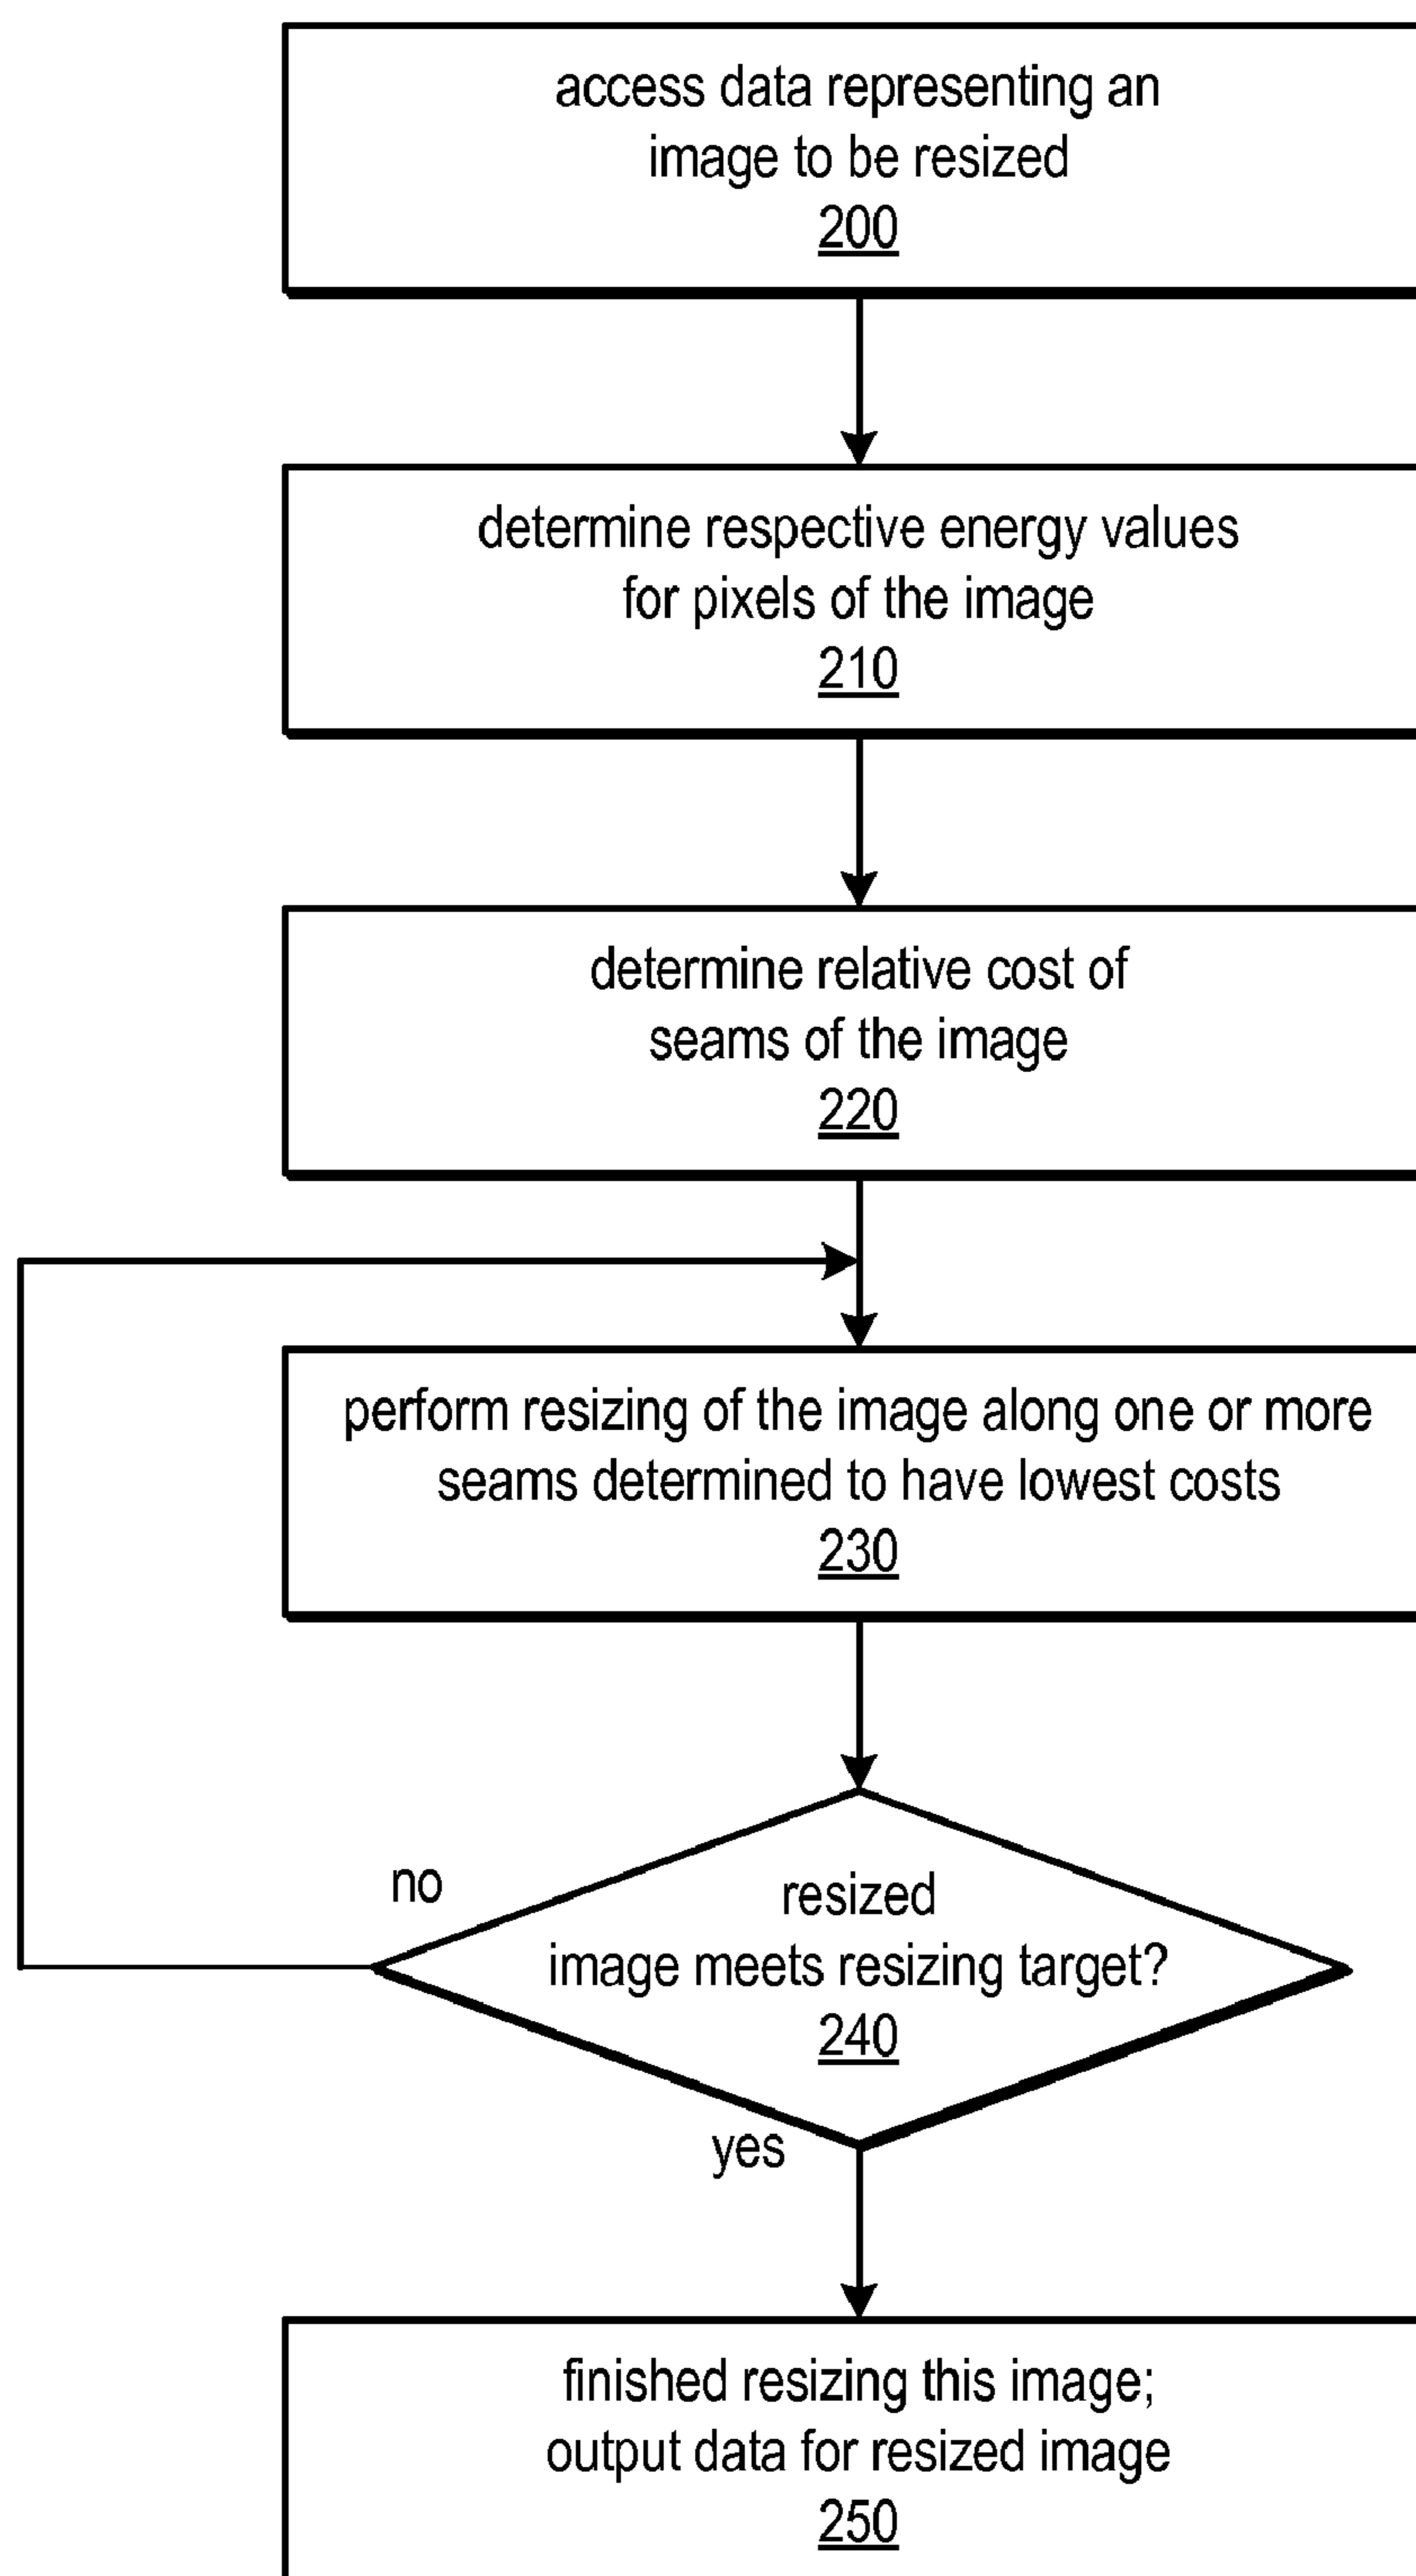 access data representing an
image to be resized
200
determine respective energy values
for pixels of the image
210
determine relative cost of
seams of the image
220
perform resizing of the image along one or more
seams determined to have lowest costs
230
no
resized
image meets resizing target?
240
yes
finished resizing this image;
output data for resized image
250